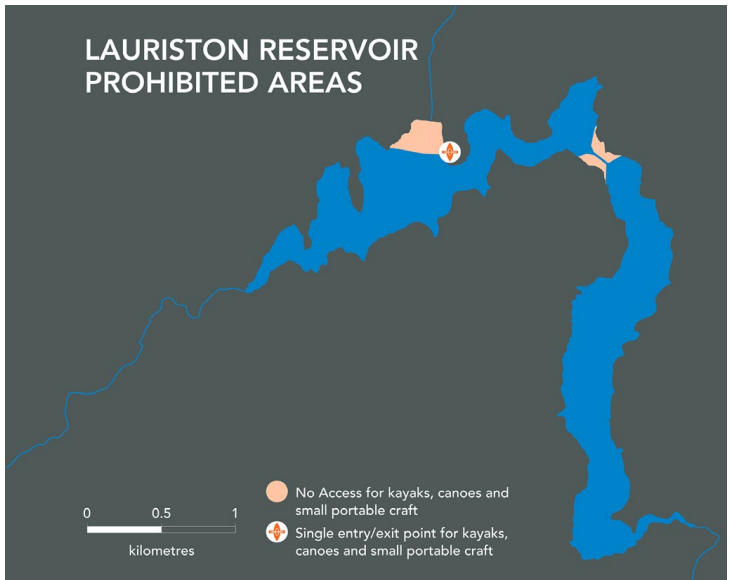 LAURISTON RESERVOIR
PROHIBITED AREAS
No Access for kayaks, canoes and
small portable craft
Single entry/exit point for kayaks,
canoes and small portable craft
0 0.5 1
kilometres